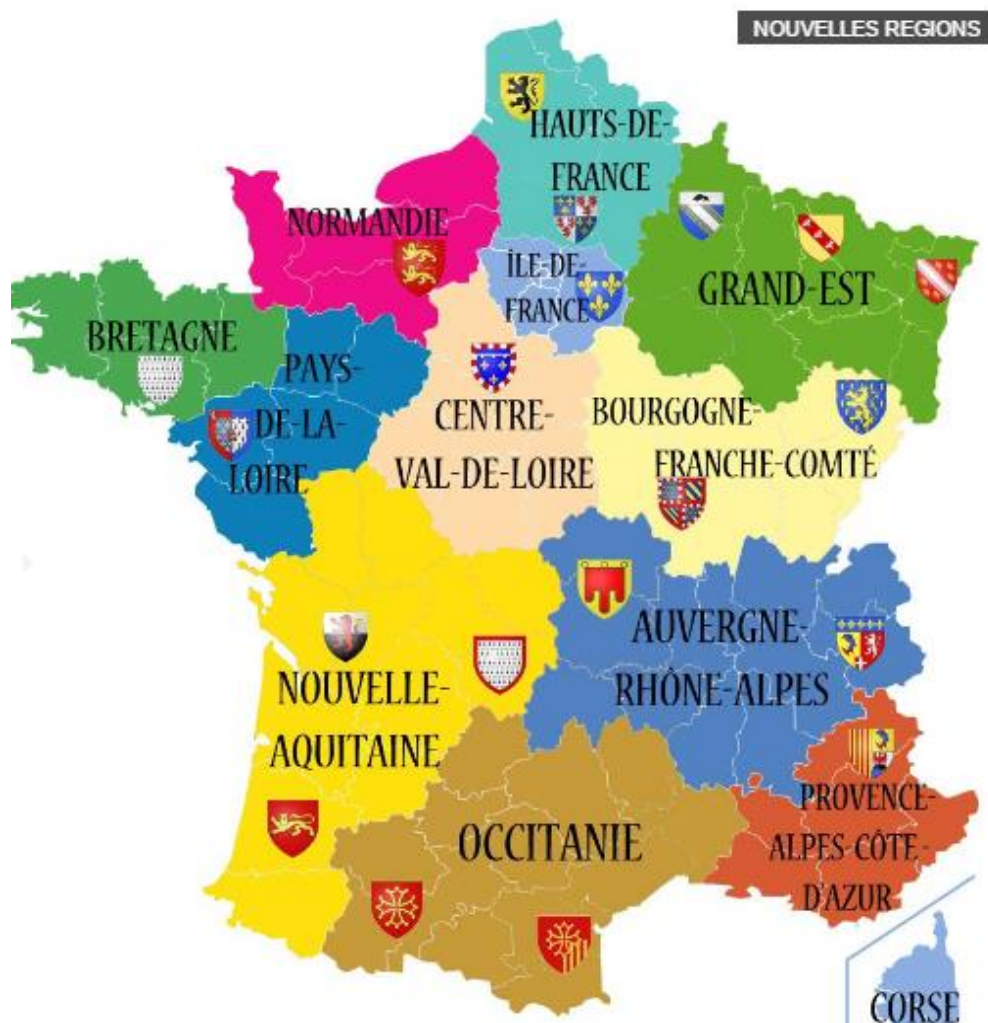 NOUVELLES REGIONS
HAUTS-DE-
FRANCE
NORMANDIE
ÎLE-DE-
FRANCE
GRAND-EST
BRETAGNE
PAYS-
DE-LA-
LOIRE
CENTRE-
VAL-DE-LOIRE
BOURGOGNE-
FRANCHE-COMTÉ
AUVERGNE-
RHÔNE-ALPES
NOUVELLE-
AQUITAINE
OCCITANIE
PROVENCE-
ALPES-CÔTE-
D'AZUR
CORSE